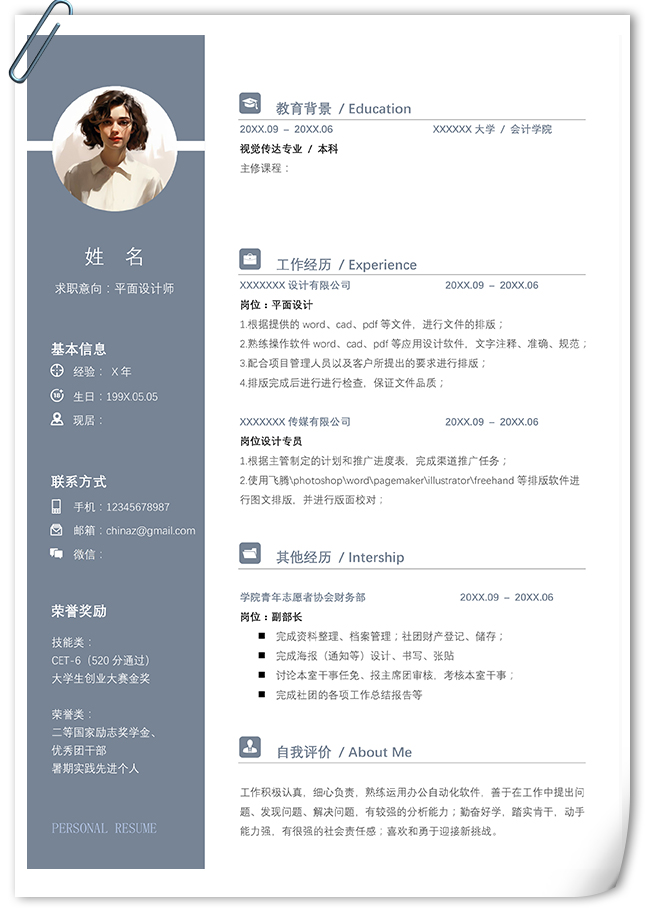 姓 名
求职意向：平面设计师
基本信息
经验： X 年
18
生日：199X.05.05
现居：
联系方式
手机：12345678987
邮箱：chinaz@gmail.com
微信：
荣誉奖励
技能类：
CET-6（520 分通过）
大学生创业大赛金奖
荣誉类：
二等国家励志奖学金、
优秀团干部
暑期实践先进个人
PERSONAL RESUME
教育背景 / Education
20XX.09 － 20XX.06 XXXXXX 大学 / 会计学院
视觉传达专业 / 本科
主修课程：
工作经历 / Experience
XXXXXXX 设计有限公司 20XX.09 － 20XX.06
岗位：平面设计
1.根据提供的 word、cad、pdf 等文件，进行文件的排版；
2.熟练操作软件 word、cad、pdf 等应用设计软件，文字注释、准确、规范；
3.配合项目管理人员以及客户所提出的要求进行排版；
4.排版完成后进行进行检查，保证文件品质；
XXXXXXX 传媒有限公司 20XX.09 － 20XX.06
岗位设计专员
1.根据主管制定的计划和推广进度表，完成渠道推广任务；
2.使用飞腾\photoshop\word\pagemaker\illustrator\freehand 等排版软件进
行图文排版，并进行版面校对；
其他经历 / Intership
学院青年志愿者协会财务部 20XX.09 － 20XX.06
岗位：副部长
■ 完成资料整理、档案管理；社团财产登记、储存；
■ 完成海报（通知等）设计、书写、张贴
■ 讨论本室干事任免、报主席团审核，考核本室干事；
■ 完成社团的各项工作总结报告等
自我评价 / About Me
工作积极认真，细心负责，熟练运用办公自动化软件，善于在工作中提出问
题、发现问题、解决问题，有较强的分析能力；勤奋好学，踏实肯干，动手
能力强，有很强的社会责任感；喜欢和勇于迎接新挑战。